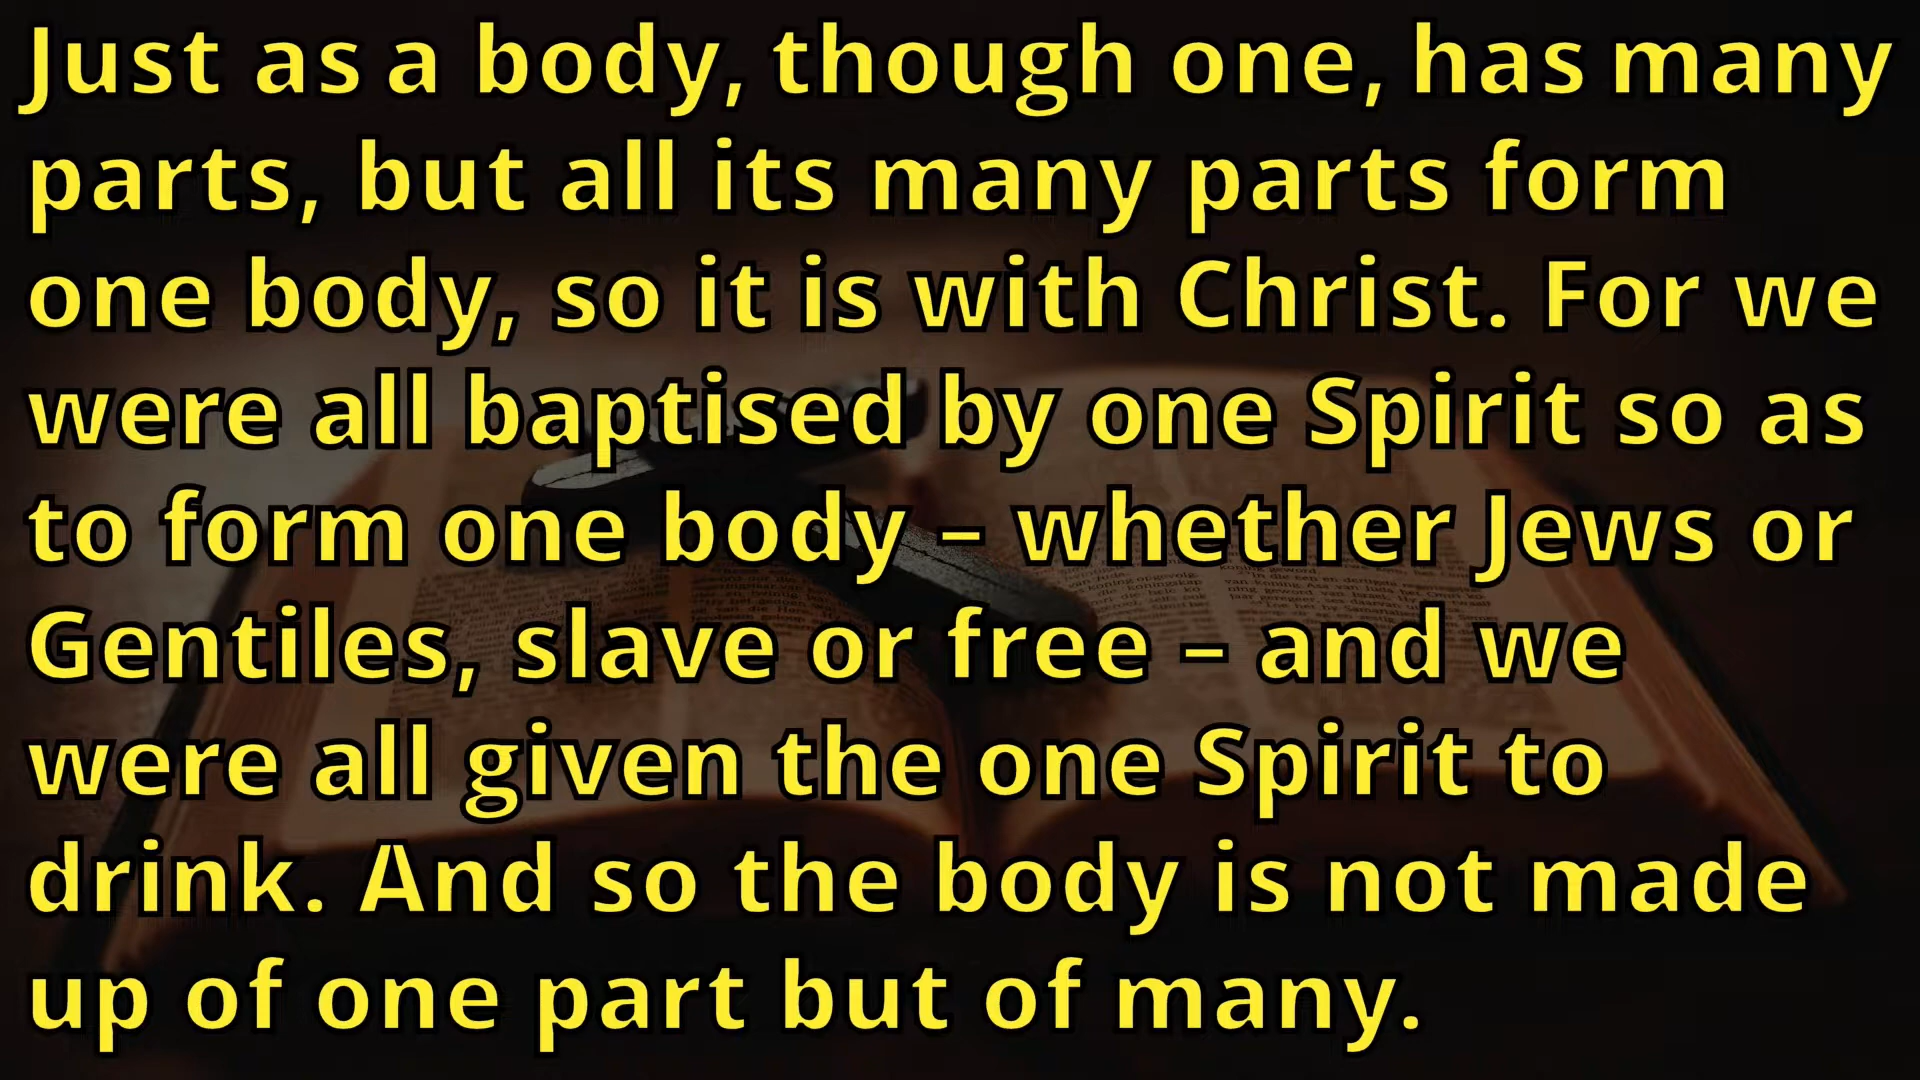 Just as a body, though one, has many
parts, but all its many parts form
one body, so it is with Christ. For we
were all baptised by one Spirit so as
to form one body – whether Jews or
Gentiles, slave or free – and we
were all given the one Spirit to
drink. And so the body is not made
up of one part but of many.